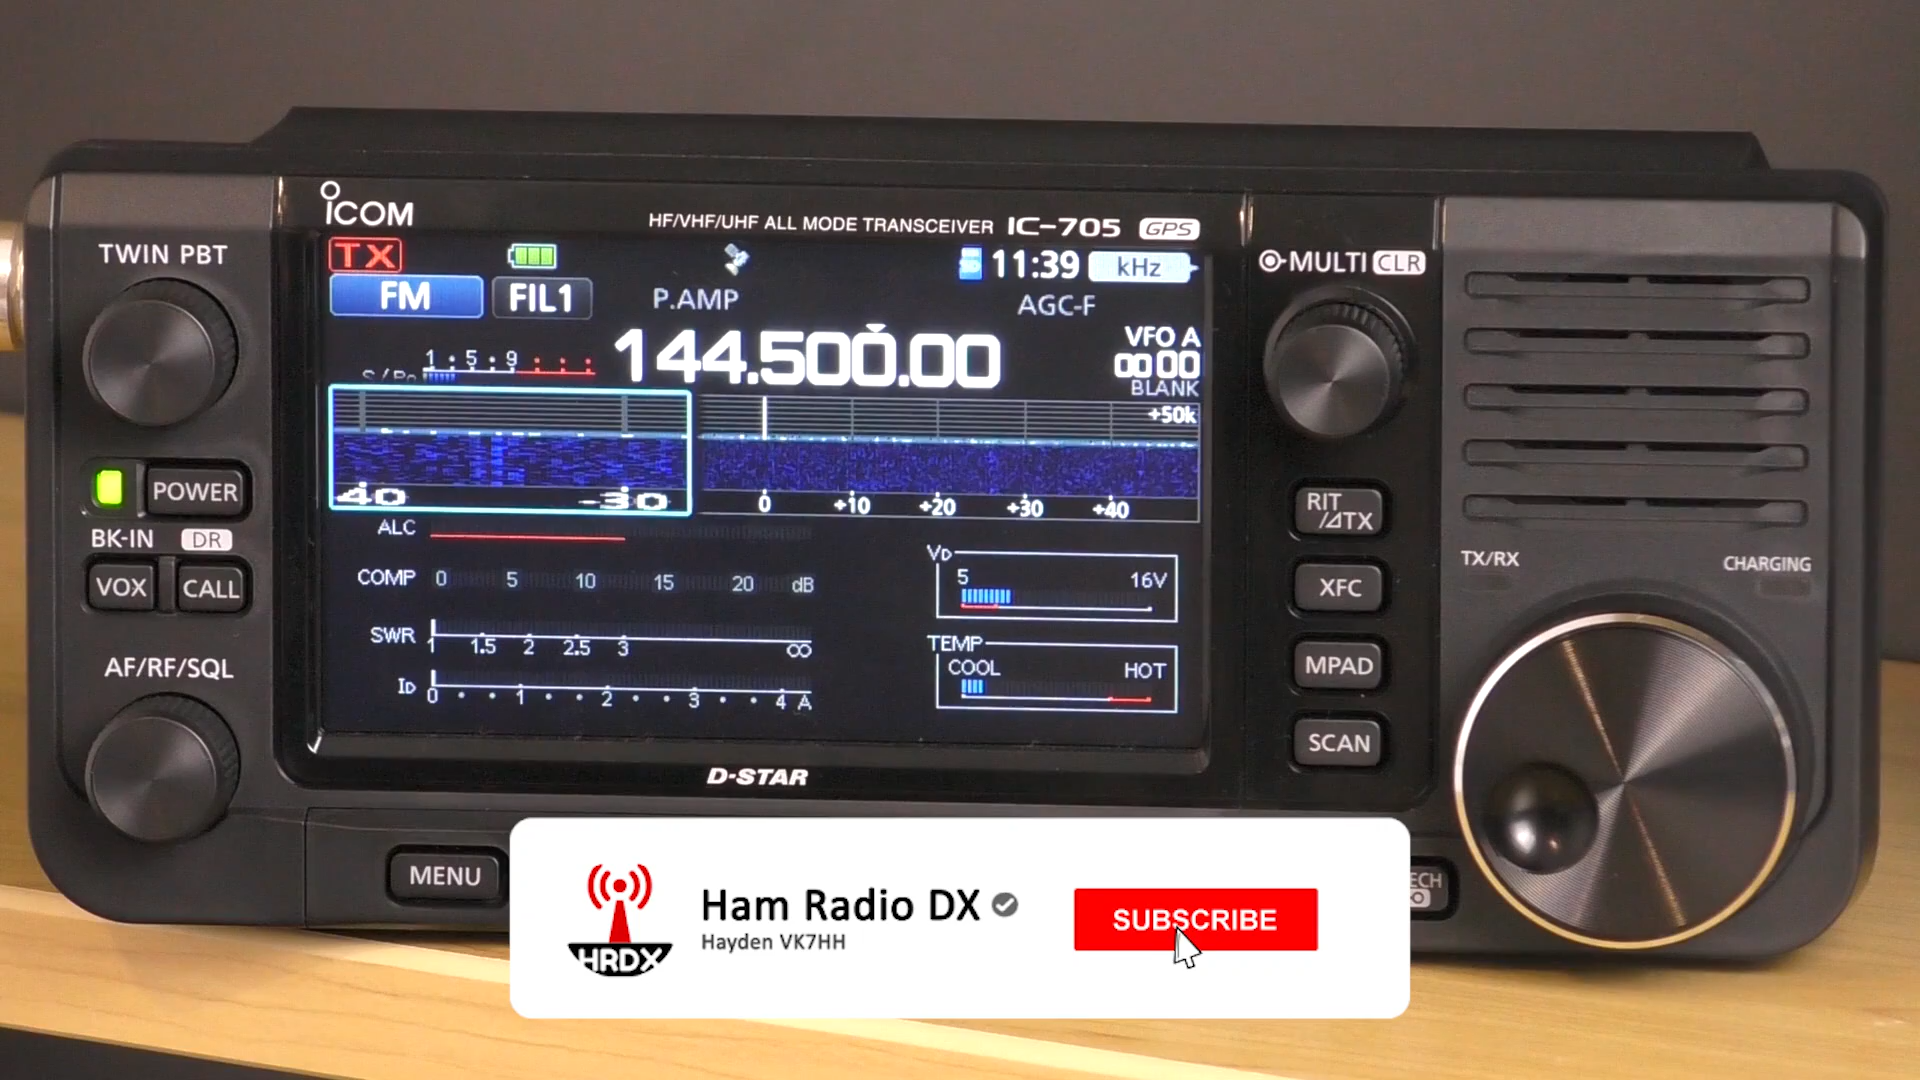 ICOM
HF/VHF/UHF ALL MODE TRANSCEIVER IC-705 GPS
TWIN PBT
TX
11:39 kHz
MULTI CLR
FM FIL1 P.AMP AGC-F
144.500.00
VFO A
00 00
BLANK
1 5 9
+50k
-30 0 +10 +20 +30 +40
POWER
BK-IN DR
VOX CALL
ALC
COMP 0 5 10 15 20 dB
SWR 1 1.5 2 2.5 3 ∞
ID 0 1 2 3 4 A
VD
5 16V
TEMP
COOL HOT
RIT
/⊿TX
XFC
MPAD
SCAN
TX/RX CHARGING
AF/RF/SQL
D-STAR
MENU
HRDX
Ham Radio DX
Hayden VK7HH
SUBSCRIBE